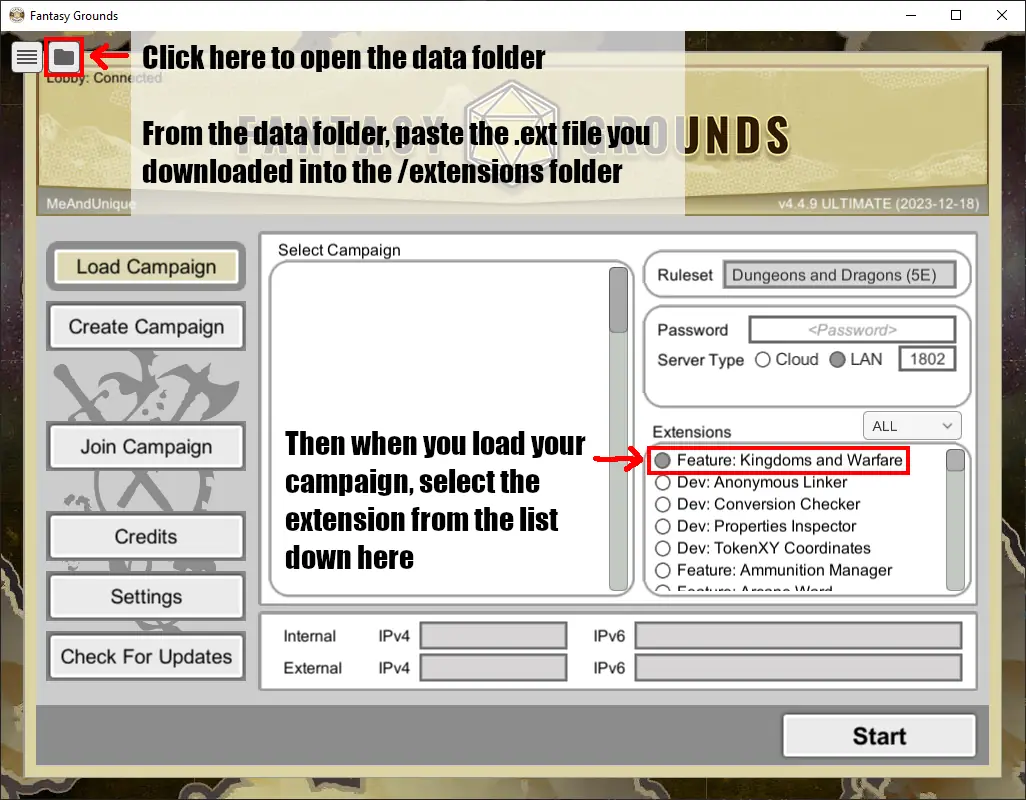 Fantasy Grounds
Click here to open the data folder
Lobby: Connected
FANTASY GROUNDS
From the data folder, paste the .ext file you
downloaded into the /extensions folder
MeAndUnique
v4.4.9 ULTIMATE (2023-12-18)
Load Campaign
Create Campaign
Join Campaign
Credits
Settings
Check For Updates
Select Campaign
Then when you load your
campaign, select the
extension from the list
down here
Ruleset Dungeons and Dragons (5E)
Password <Password>
Server Type Cloud LAN 1802
Extensions ALL
Feature: Kingdoms and Warfare
Dev: Anonymous Linker
Dev: Conversion Checker
Dev: Properties Inspector
Dev: TokenXY Coordinates
Feature: Ammunition Manager
Feature: Arcane Ward
Internal IPv4 IPv6
External IPv4 IPv6
Start